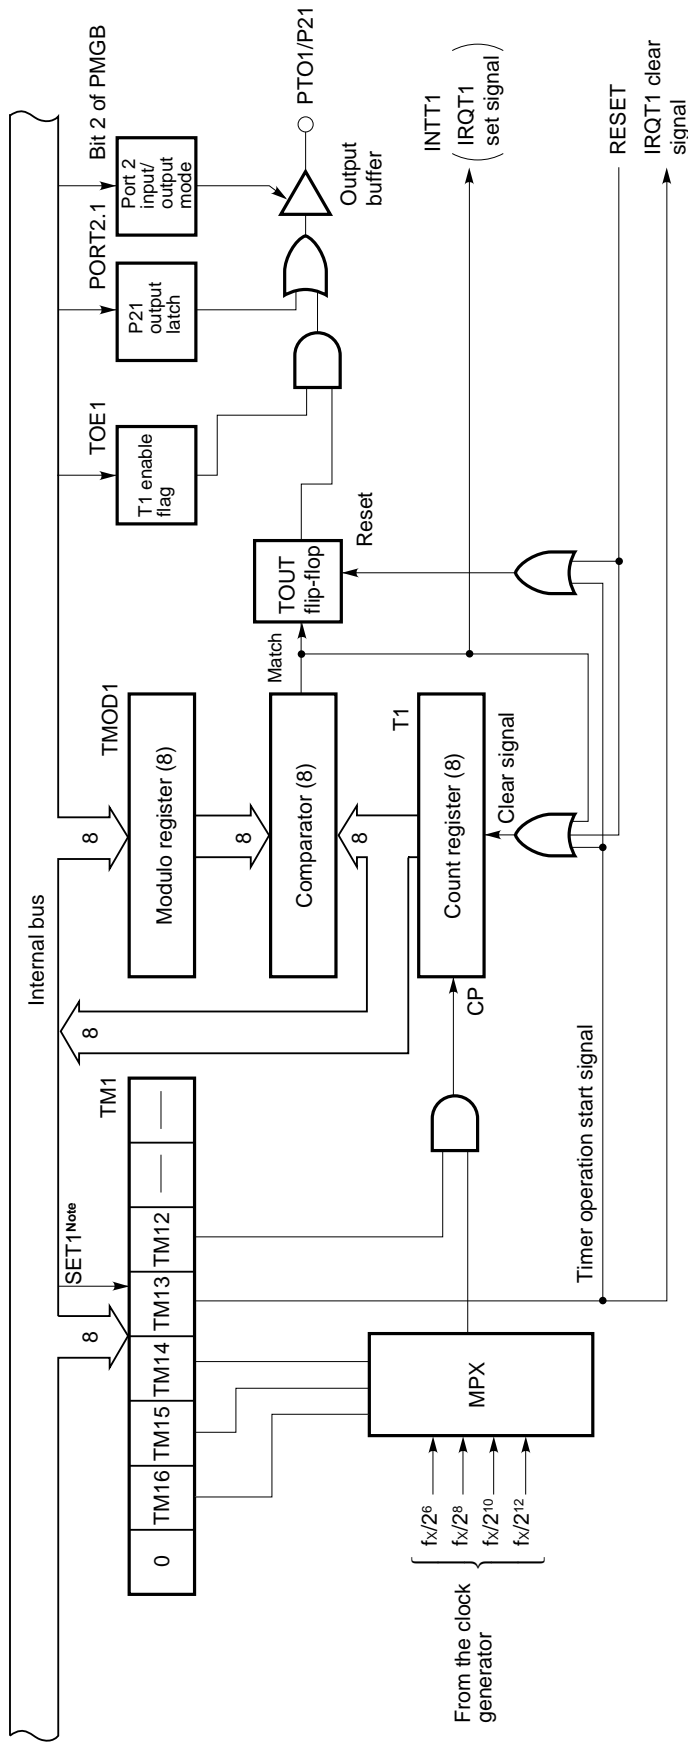 Internal bus
8
SET1Note
8
8
TM1
0
TM16
TM15
TM14
TM13
TM12
TMOD1
Modulo register (8)
8
Comparator (8)
8
Match
T1
Count register (8)
CP
Clear signal
TOUT
flip-flop
Reset
TOE1
T1 enable
flag
PORT2.1
P21
output
latch
Bit 2 of PMGB
Port 2
input/
output
mode
PTO1/P21
Output
buffer
INTT1
(IRQT1
set signal)
RESET
IRQT1 clear
signal
From the clock
generator
fX/2⁶
fX/2⁸
fX/2¹⁰
fX/2¹²
MPX
Timer operation start signal